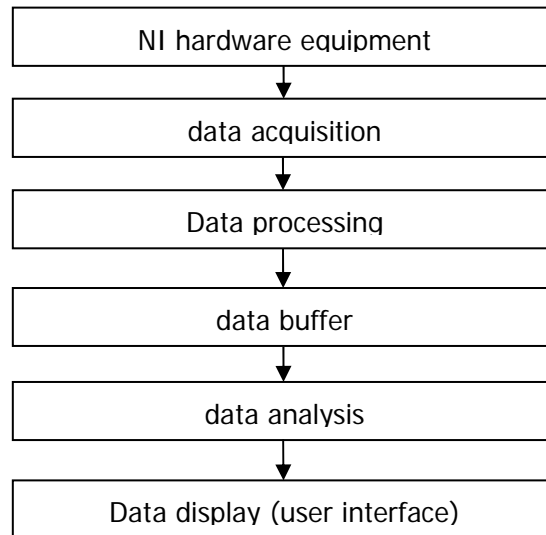 NI hardware equipment
data acquisition
Data processing
data buffer
data analysis
Data display (user interface)